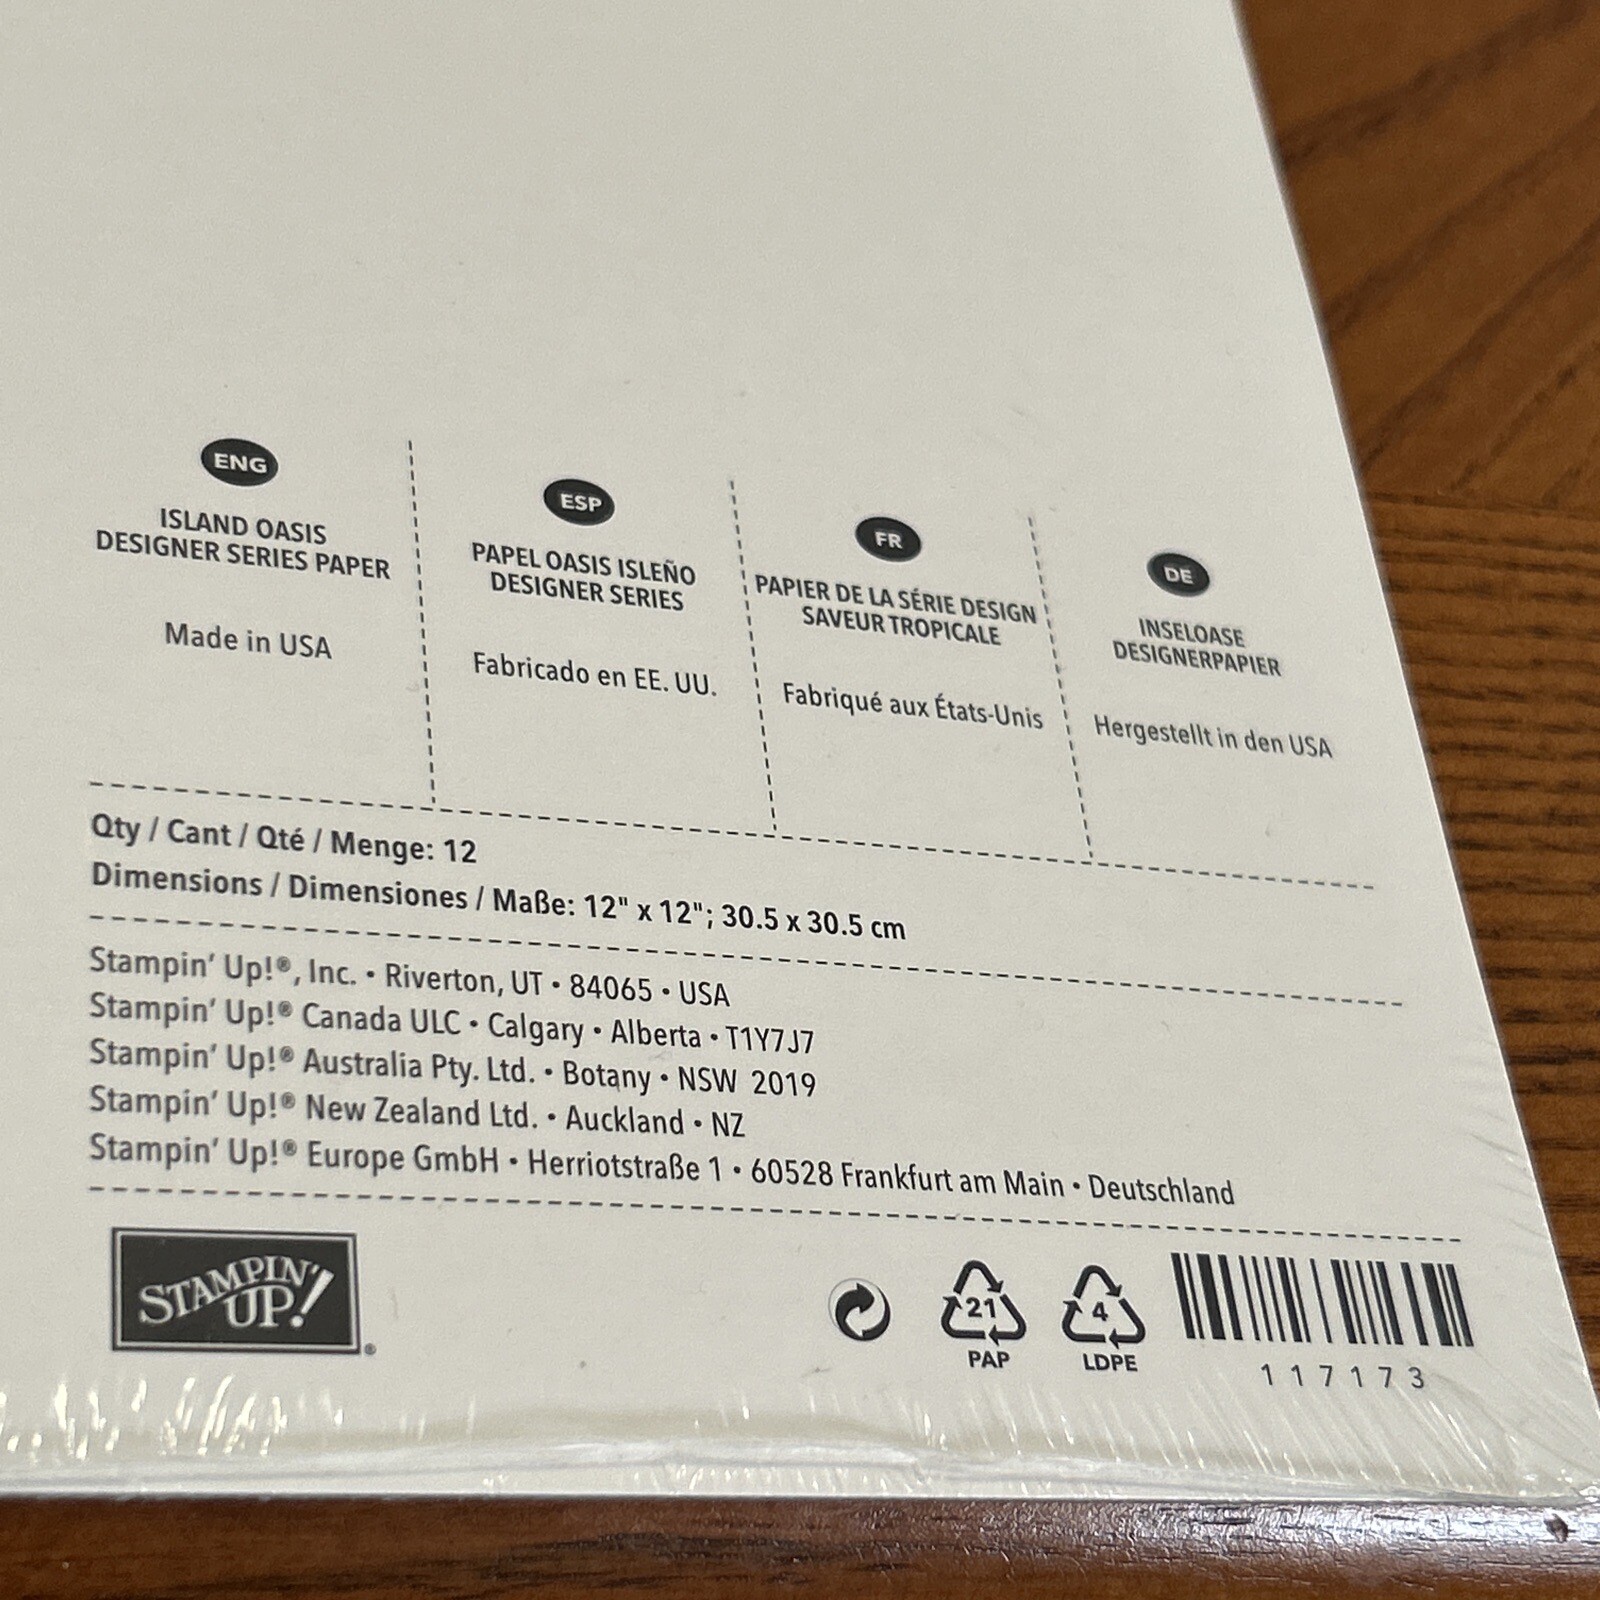 ENG
ISLAND OASIS
DESIGNER SERIES PAPER
Made in USA
ESP
PAPEL OASIS ISLEÑO
DESIGNER SERIES
Fabricado en EE. UU.
FR
PAPIER DE LA SÉRIE DESIGN
SAVEUR TROPICALE
Fabriqué aux États-Unis
DE
INSELOASE
DESIGNERPAPIER
Hergestellt in den USA
Qty / Cant / Qté / Menge: 12
Dimensions / Dimensiones / Maße: 12" x 12"; 30.5 x 30.5 cm
Stampin' Up!®, Inc. • Riverton, UT • 84065 • USA
Stampin' Up!® Canada ULC • Calgary • Alberta • T1Y7J7
Stampin' Up!® Australia Pty. Ltd. • Botany • NSW 2019
Stampin' Up!® New Zealand Ltd. • Auckland • NZ
Stampin' Up!® Europe GmbH • Herriotstraße 1 • 60528 Frankfurt am Main • Deutschland
STAMPIN'
UP!®
21
PAP
4
LDPE
117173